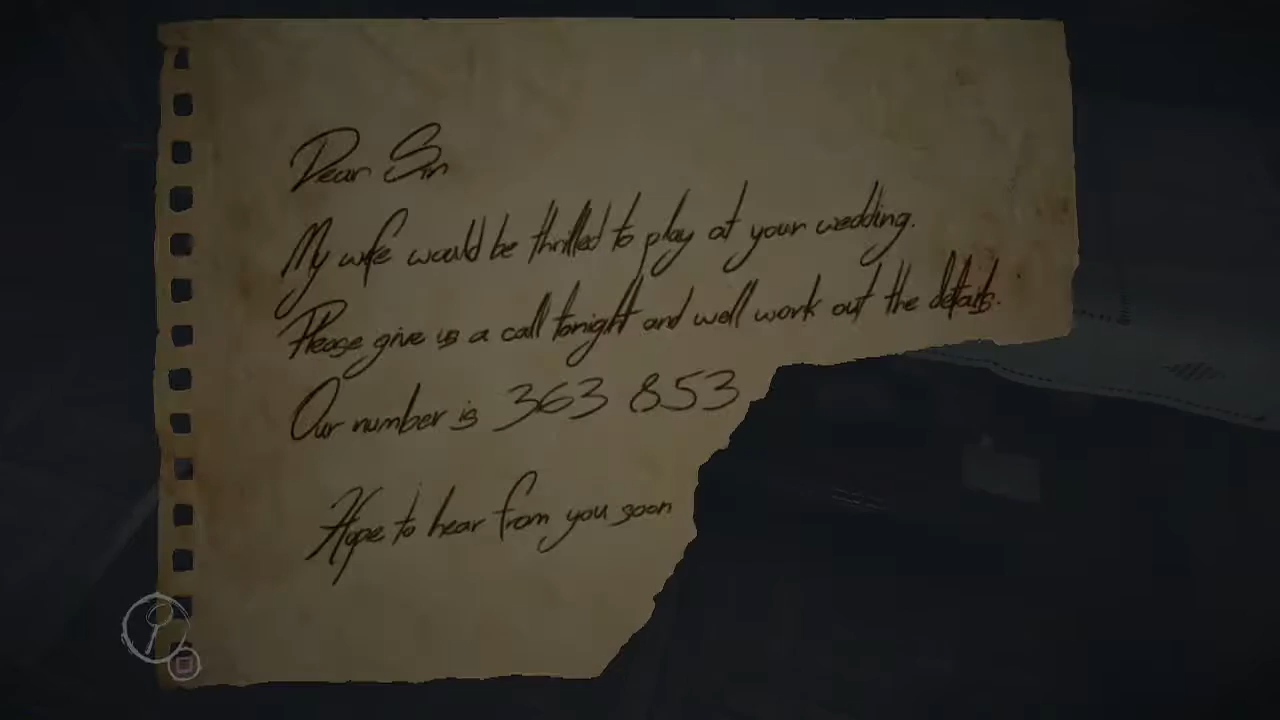 Dear Sir
My wife would be thrilled to play at your wedding.
Please give us a call tonight and we'll work out the details.
Our number is 363 853
Hope to hear from you soon